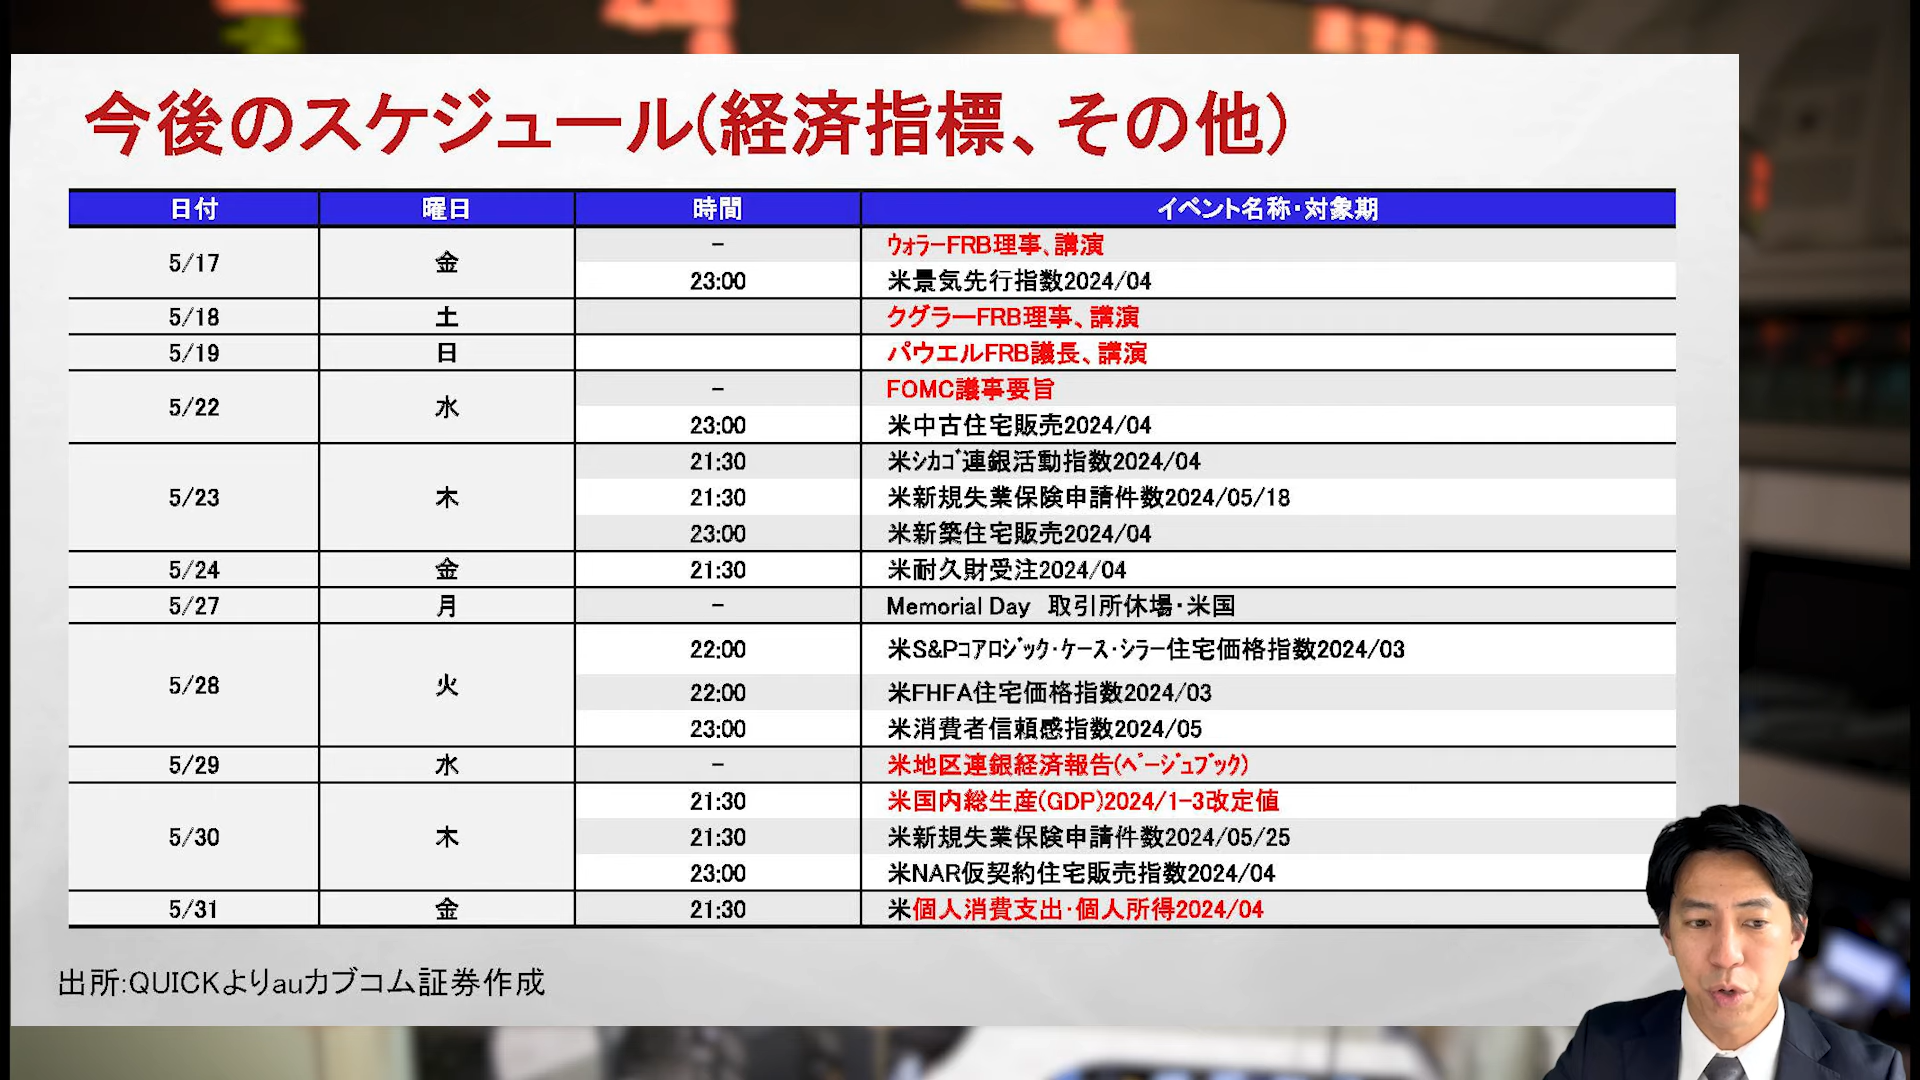 今後のスケジュール(経済指標、その他)
日付 曜日 時間 イベント名称・対象期
5/17 金 － ｳｫﾗｰFRB理事、講演
23:00 米景気先行指数2024/04
5/18 土 クグラーFRB理事、講演
5/19 日 パウエルFRB議長、講演
5/22 水 － FOMC議事要旨
23:00 米中古住宅販売2024/04
5/23 木 21:30 米ｼｶｺﾞ連銀活動指数2024/04
21:30 米新規失業保険申請件数2024/05/18
23:00 米新築住宅販売2024/04
5/24 金 21:30 米耐久財受注2024/04
5/27 月 － Memorial Day　取引所休場・米国
5/28 火 22:00 米S&Pｺｱﾛｼﾞｯｸ・ｹｰｽ・ｼﾗｰ住宅価格指数2024/03
22:00 米FHFA住宅価格指数2024/03
23:00 米消費者信頼感指数2024/05
5/29 水 － 米地区連銀経済報告(ﾍﾞｰｼﾞｭﾌﾞｯｸ)
5/30 木 21:30 米国内総生産(GDP)2024/1-3改定値
21:30 米新規失業保険申請件数2024/05/25
23:00 米NAR仮契約住宅販売指数2024/04
5/31 金 21:30 米個人消費支出・個人所得2024/04
出所:QUICKよりauカブコム証券作成